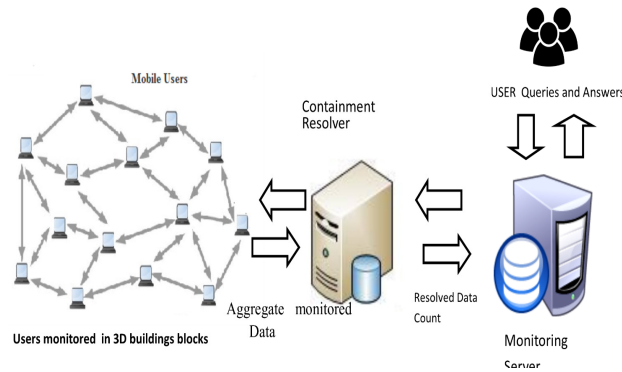 Mobile Users
USER Queries and Answers
Containment
Resolver
Aggregate monitored
Data
Resolved Data
Count
Users monitored in 3D buildings blocks
Monitoring
Server